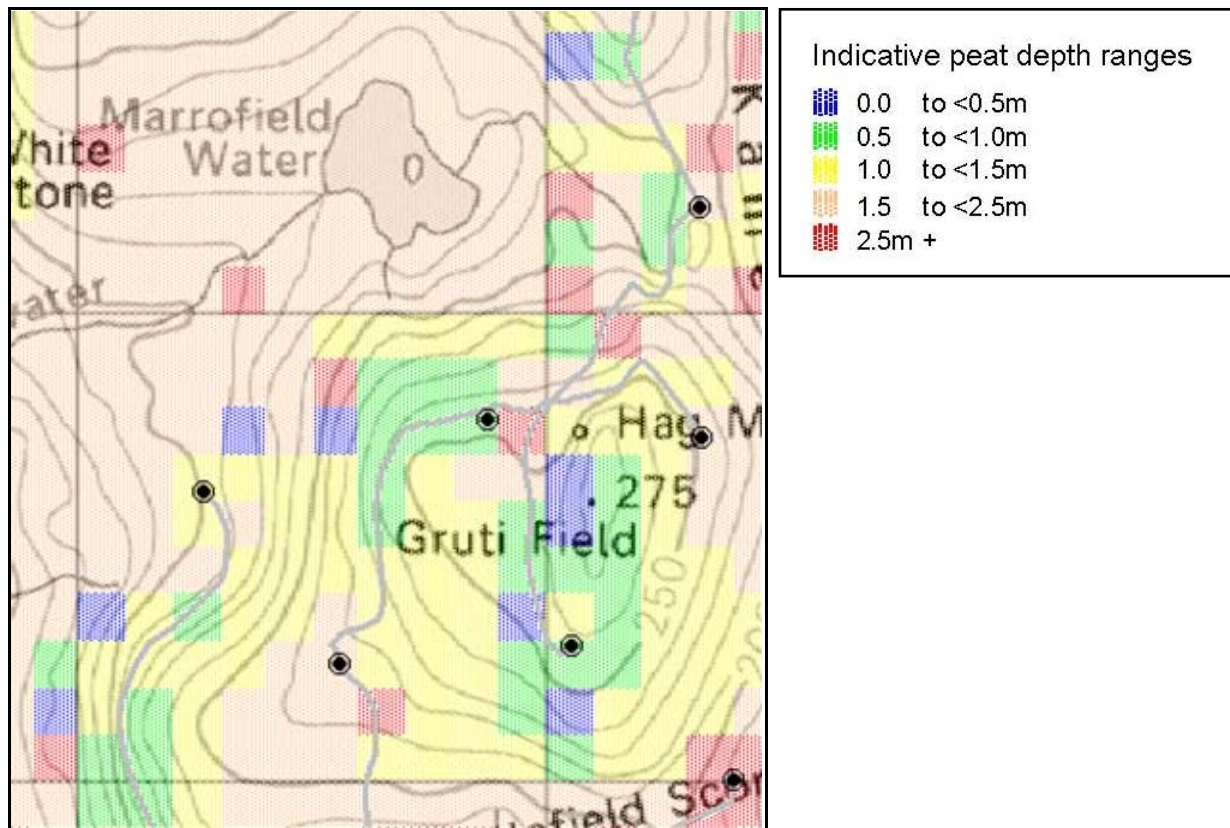 Marrofield
Water
White
tone
water
Hag M
275
Gruti Field
250
Indicative peat depth ranges
0.0 to <0.5m
0.5 to <1.0m
1.0 to <1.5m
1.5 to <2.5m
2.5m +